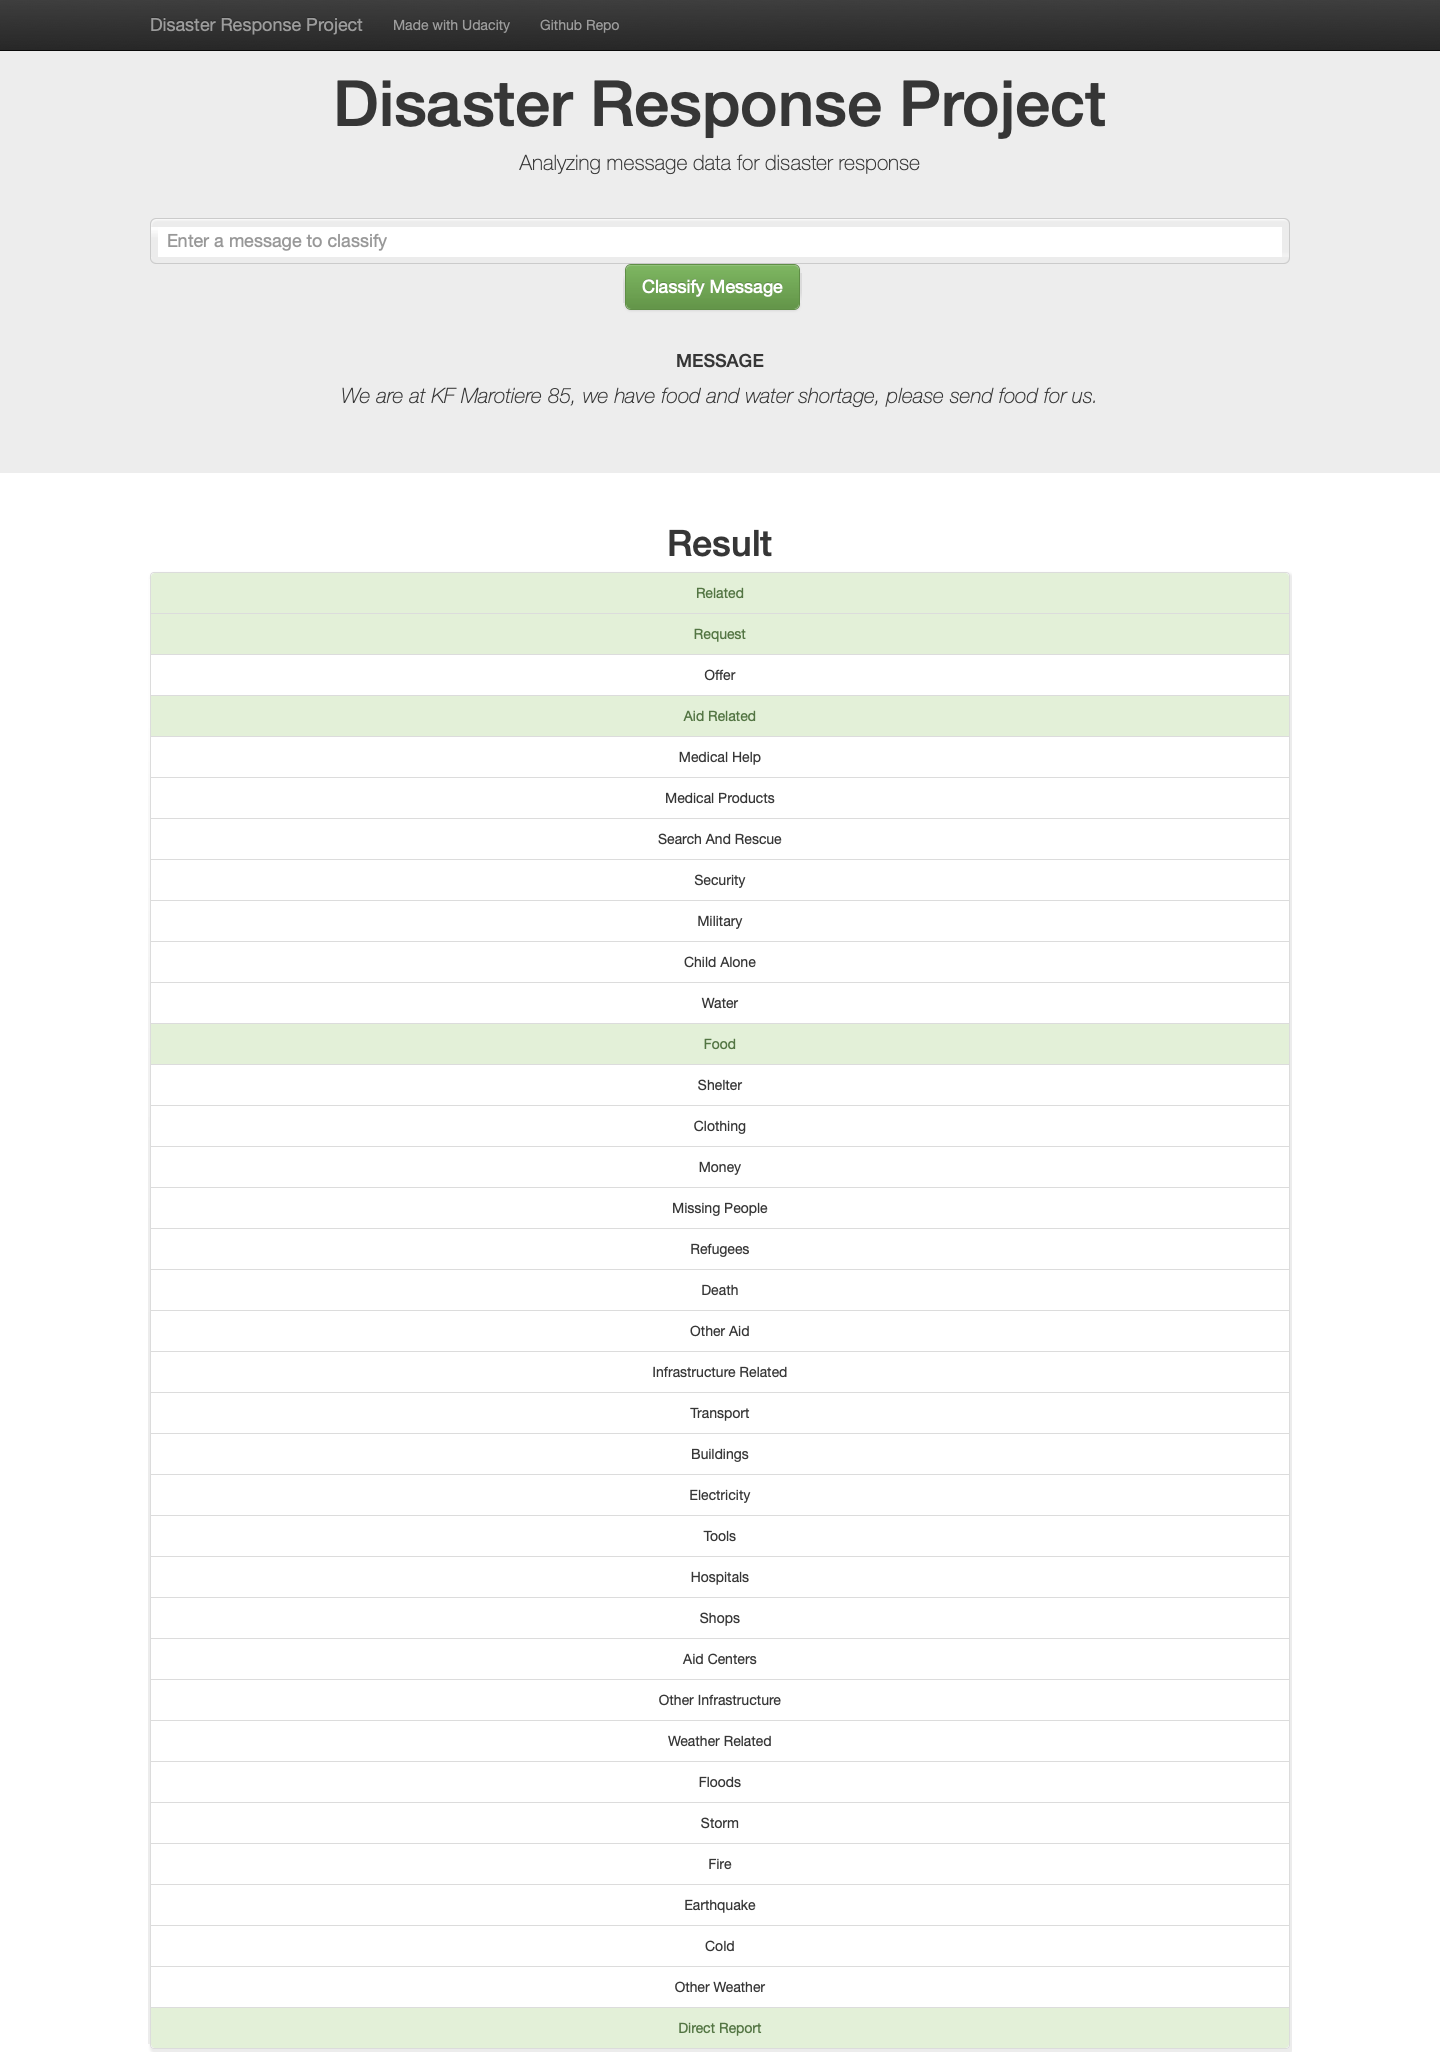 Disaster Response Project Made with Udacity Github Repo
Disaster Response Project
Analyzing message data for disaster response
Enter a message to classify
Classify Message
MESSAGE
We are at KF Marotiere 85, we have food and water shortage, please send food for us.
Result
Related
Request
Offer
Aid Related
Medical Help
Medical Products
Search And Rescue
Security
Military
Child Alone
Water
Food
Shelter
Clothing
Money
Missing People
Refugees
Death
Other Aid
Infrastructure Related
Transport
Buildings
Electricity
Tools
Hospitals
Shops
Aid Centers
Other Infrastructure
Weather Related
Floods
Storm
Fire
Earthquake
Cold
Other Weather
Direct Report